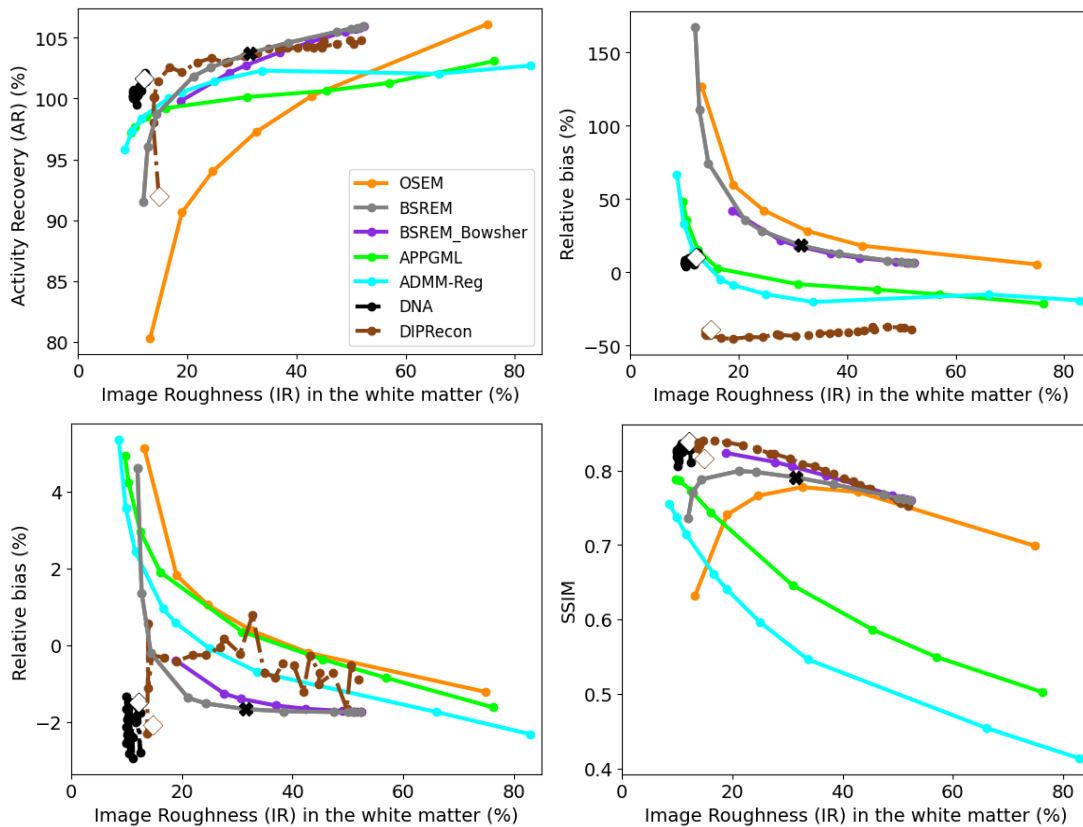 105
100
95
90
85
80
Activity Recovery (AR) (%)
20 40 60 80
Image Roughness (IR) in the white matter (%)
OSEM
BSREM
BSREM_Bowsher
APPGML
ADMM-Reg
DNA
DIPRecon
150
100
50
0
−50
Relative bias (%)
0 20 40 60 80
Image Roughness (IR) in the white matter (%)
4
2
0
−2
Relative bias (%)
0 20 40 60 80
Image Roughness (IR) in the white matter (%)
0.8
0.7
0.6
0.5
0.4
SSIM
0 20 40 60 80
Image Roughness (IR) in the white matter (%)